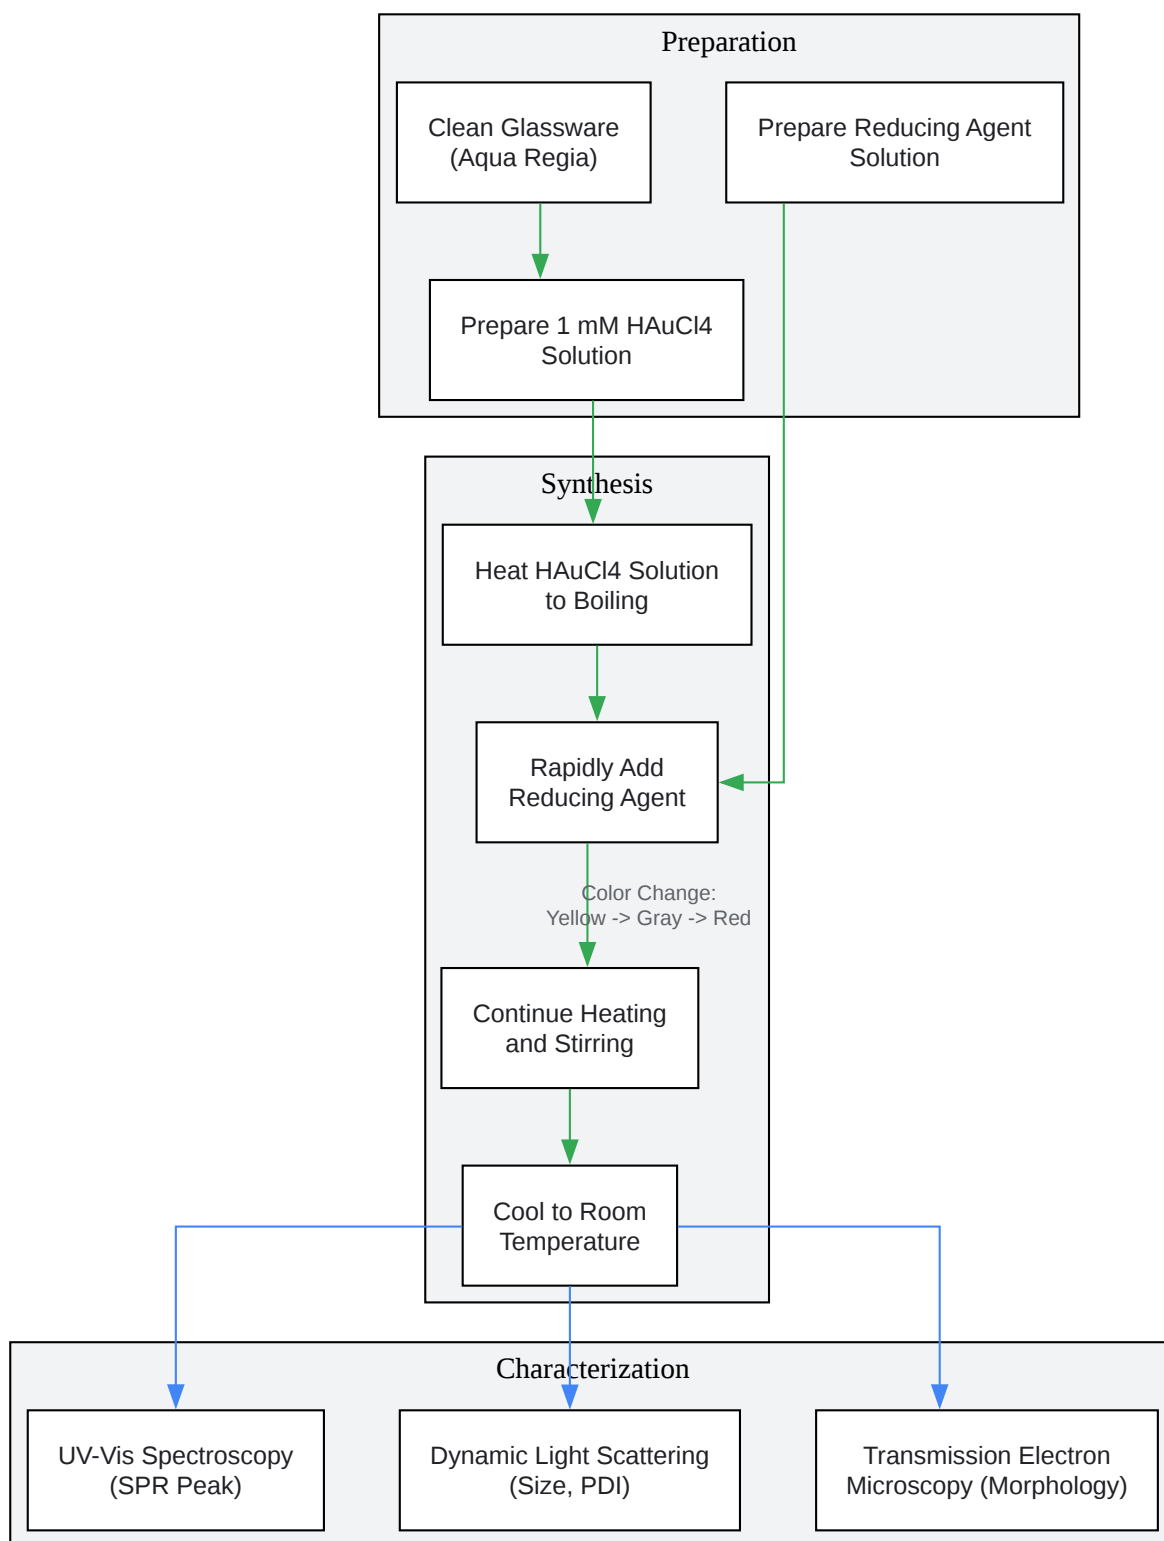 Preparation
Clean Glassware
(Aqua Regia)
Prepare Reducing Agent
Solution
Prepare 1 mM HAuCl4
Solution
Synthesis
Heat HAuCl4 Solution
to Boiling
Rapidly Add
Reducing Agent
Color Change:
Yellow -> Gray -> Red
Continue Heating
and Stirring
Cool to Room
Temperature
Characterization
UV-Vis Spectroscopy
(SPR Peak)
Dynamic Light Scattering
(Size, PDI)
Transmission Electron
Microscopy (Morphology)